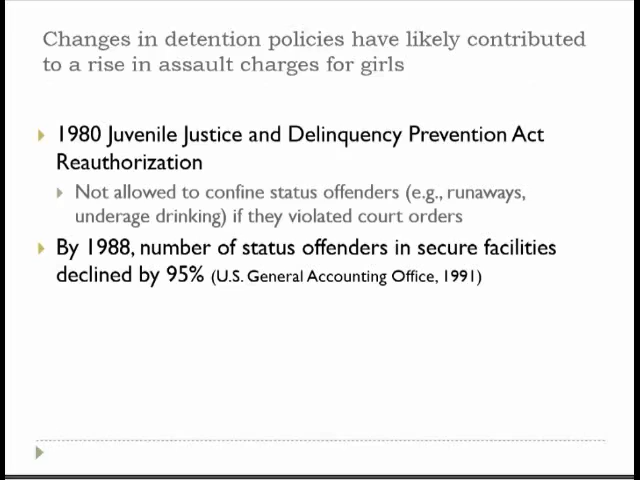 Changes in detention policies have likely contributed
to a rise in assault charges for girls
1980 Juvenile Justice and Delinquency Prevention Act
Reauthorization
Not allowed to confine status offenders (e.g., runaways,
underage drinking) if they violated court orders
By 1988, number of status offenders in secure facilities
declined by 95% (U.S. General Accounting Office, 1991)